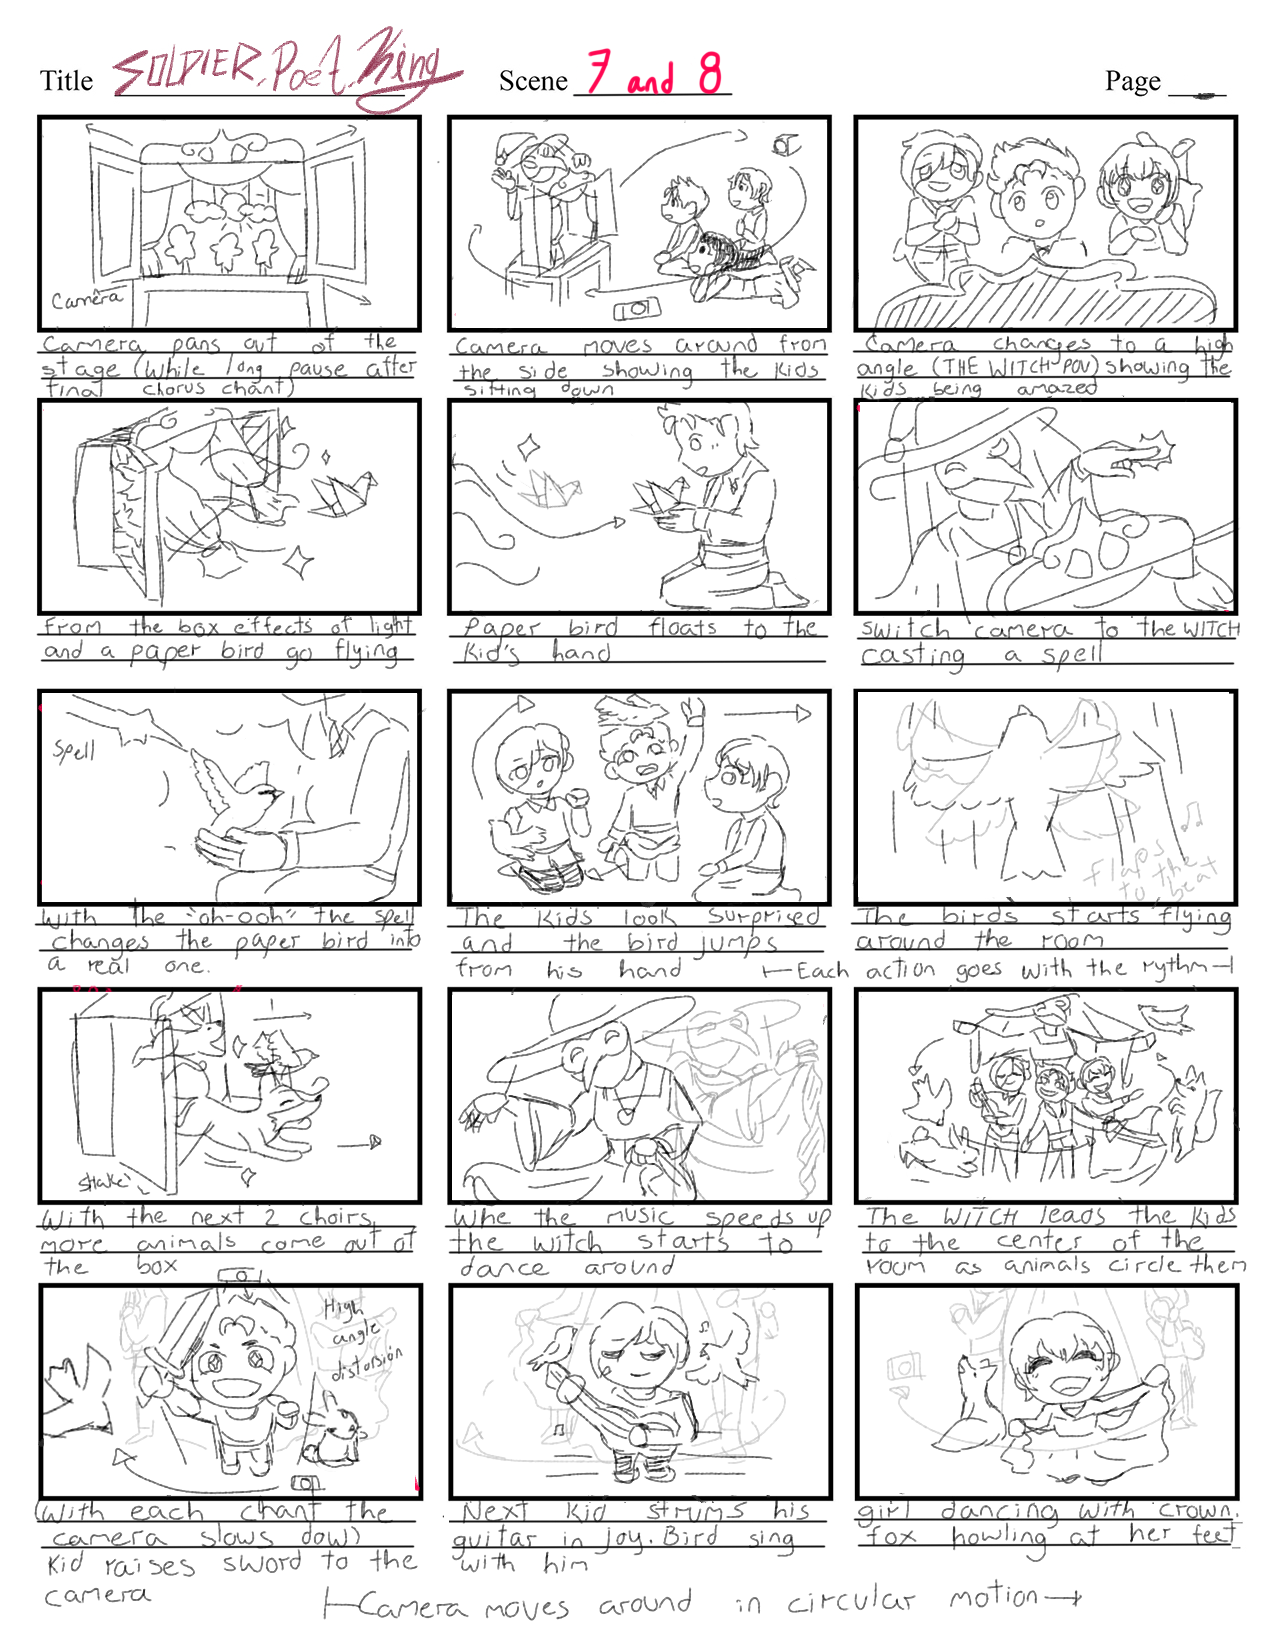 Title SOLDIER, Poet, King Scene 7 and 8 Page
Camera
Camera pans out of the
stage (while long pause after
final chorus chant)
Camera moves around from
the side showing the kids
sitting down
Camera changes to a high
angle (THE WITCH POV) showing the
kids being amazed
From the box effects of light
and a paper bird go flying
Paper bird floats to the
kid's hand
switch camera to the WITCH
casting a spell
Spell
Flaps
to the
beat
With the "oh-ooh" the spell
changes the paper bird into
a real one.
The kids look surprised
and the bird jumps
from his hand
The birds starts flying
around the room
Each action goes with the rythm
Shake
With the next 2 choirs,
more animals come out of
the box
Whe the music speeds up
the witch starts to
dance around
The WITCH leads the kids
to the center of the
room as animals circle them
High
angle
distorsión
(With each chant the
camera slows dow)
Kid raises sword to the
camera
Next kid strums his
guitar in joy. Bird sing
with him
girl dancing with crown.
fox howling at her feet
Camera moves around in circular motion